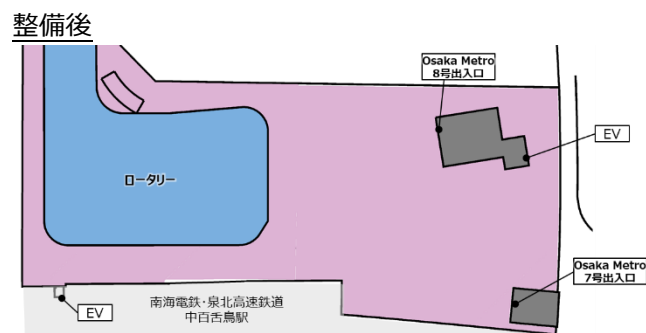 整備後
Osaka Metro
8号出入口
EV
ロータリー
Osaka Metro
7号出入口
南海電鉄・泉北高速鉄道
中百舌鳥駅
EV